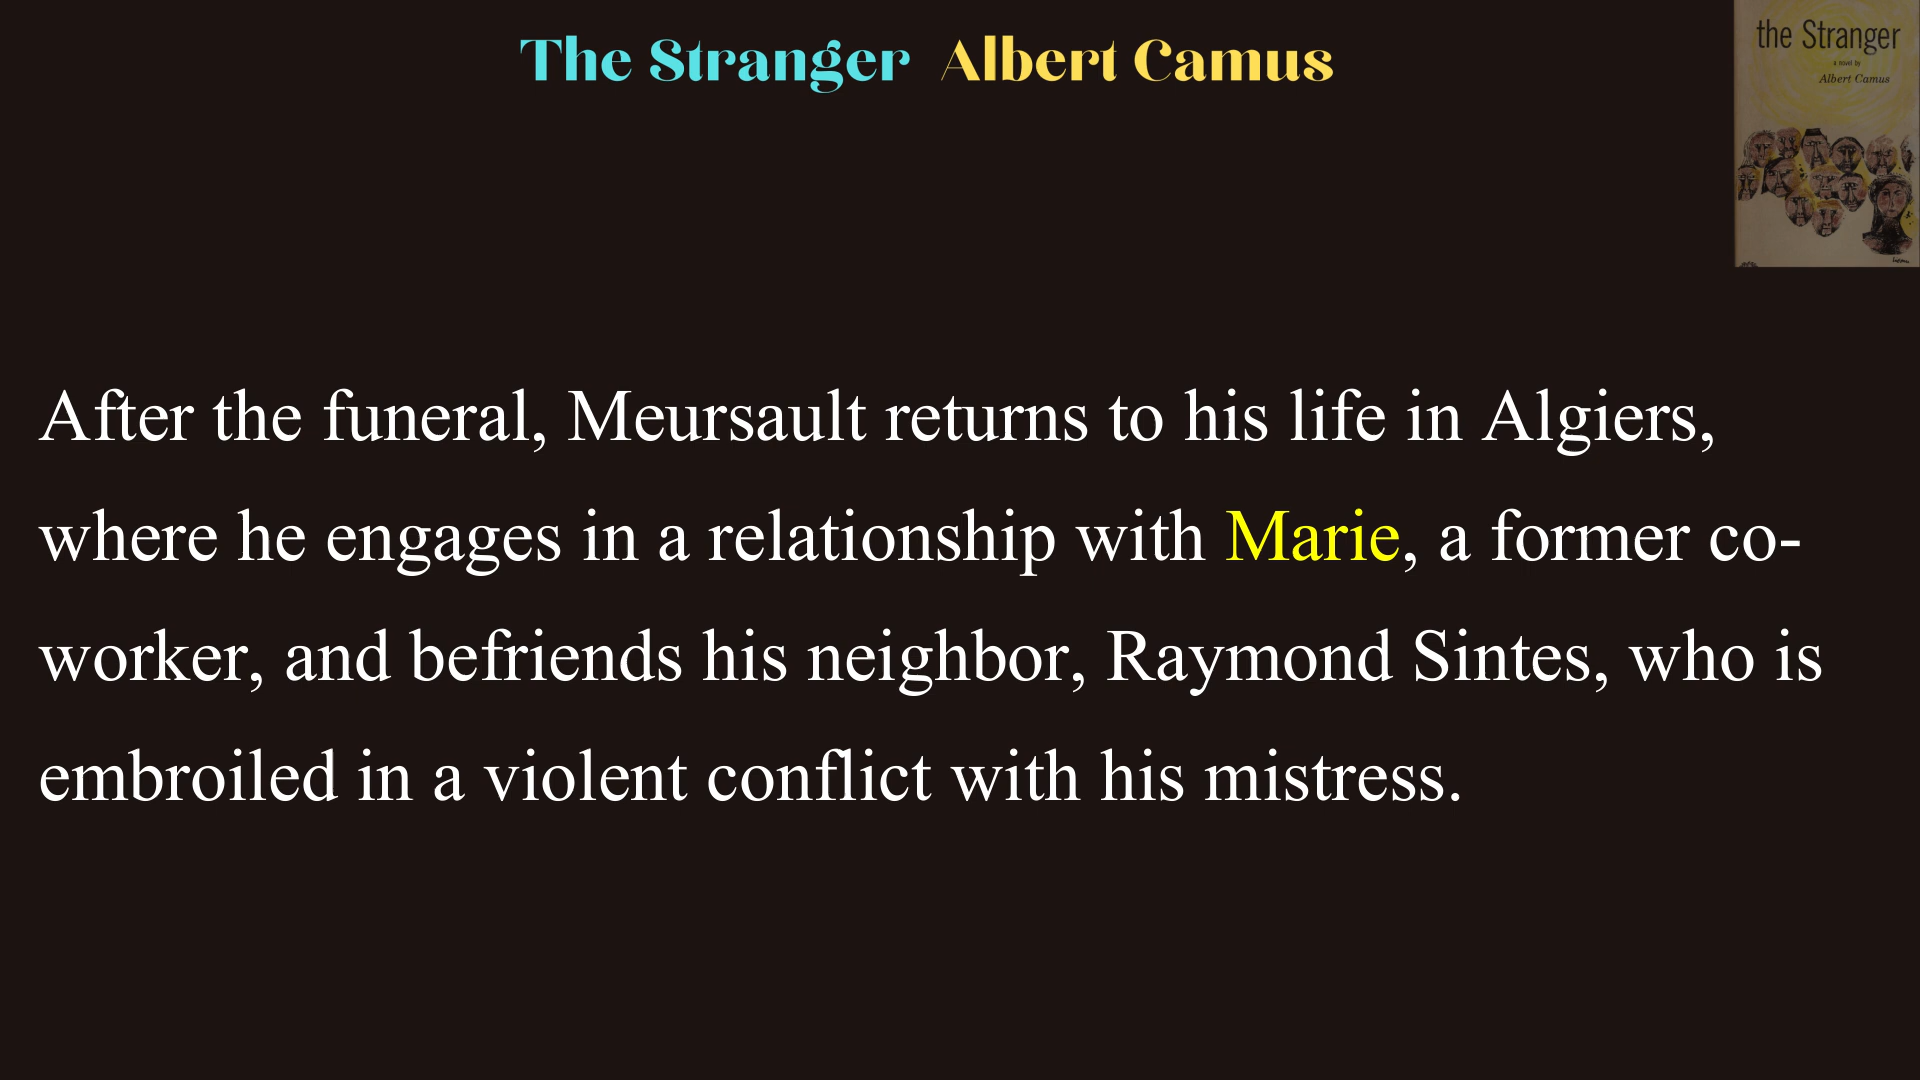 The Stranger Albert Camus
the Stranger
a novel by
Albert Camus
After the funeral, Meursault returns to his life in Algiers,
where he engages in a relationship with Marie, a former co-
worker, and befriends his neighbor, Raymond Sintes, who is
embroiled in a violent conflict with his mistress.